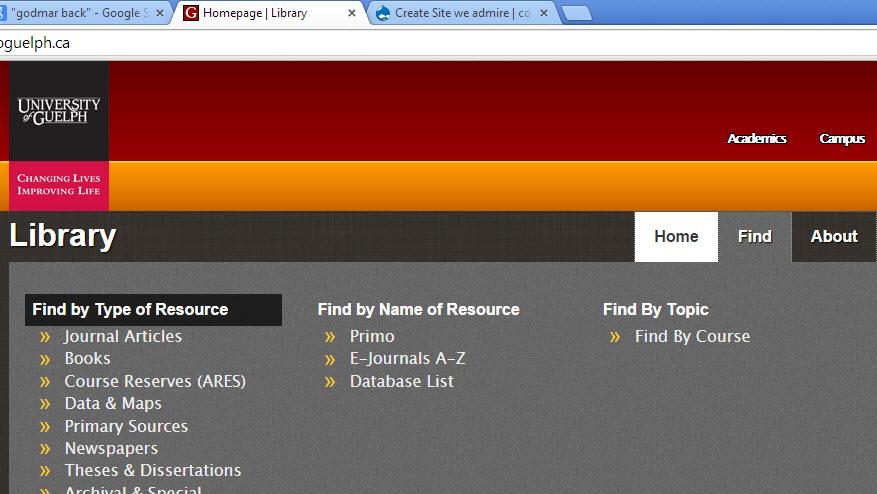 "godmar back" - Google S
Homepage | Library
Create Site we admire | co
oguelph.ca
UNIVERSITY
of GUELPH
Academics
Campus
CHANGING LIVES
IMPROVING LIFE
Library
Home
Find
About
Find by Type of Resource
Journal Articles
Books
Course Reserves (ARES)
Data & Maps
Primary Sources
Newspapers
Theses & Dissertations
Archival & Special
Find by Name of Resource
Primo
E-Journals A-Z
Database List
Find By Topic
Find By Course